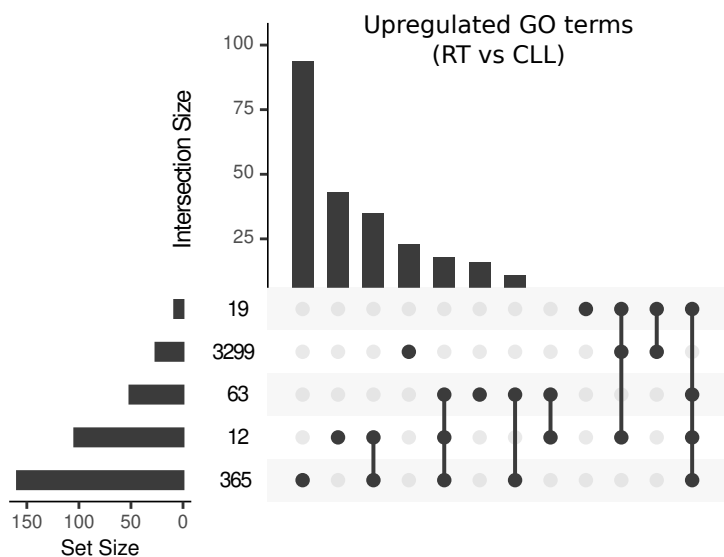 Upregulated GO terms
(RT vs CLL)
100
75
50
25
Intersection Size
19
3299
63
12
365
150 100 50 0
Set Size